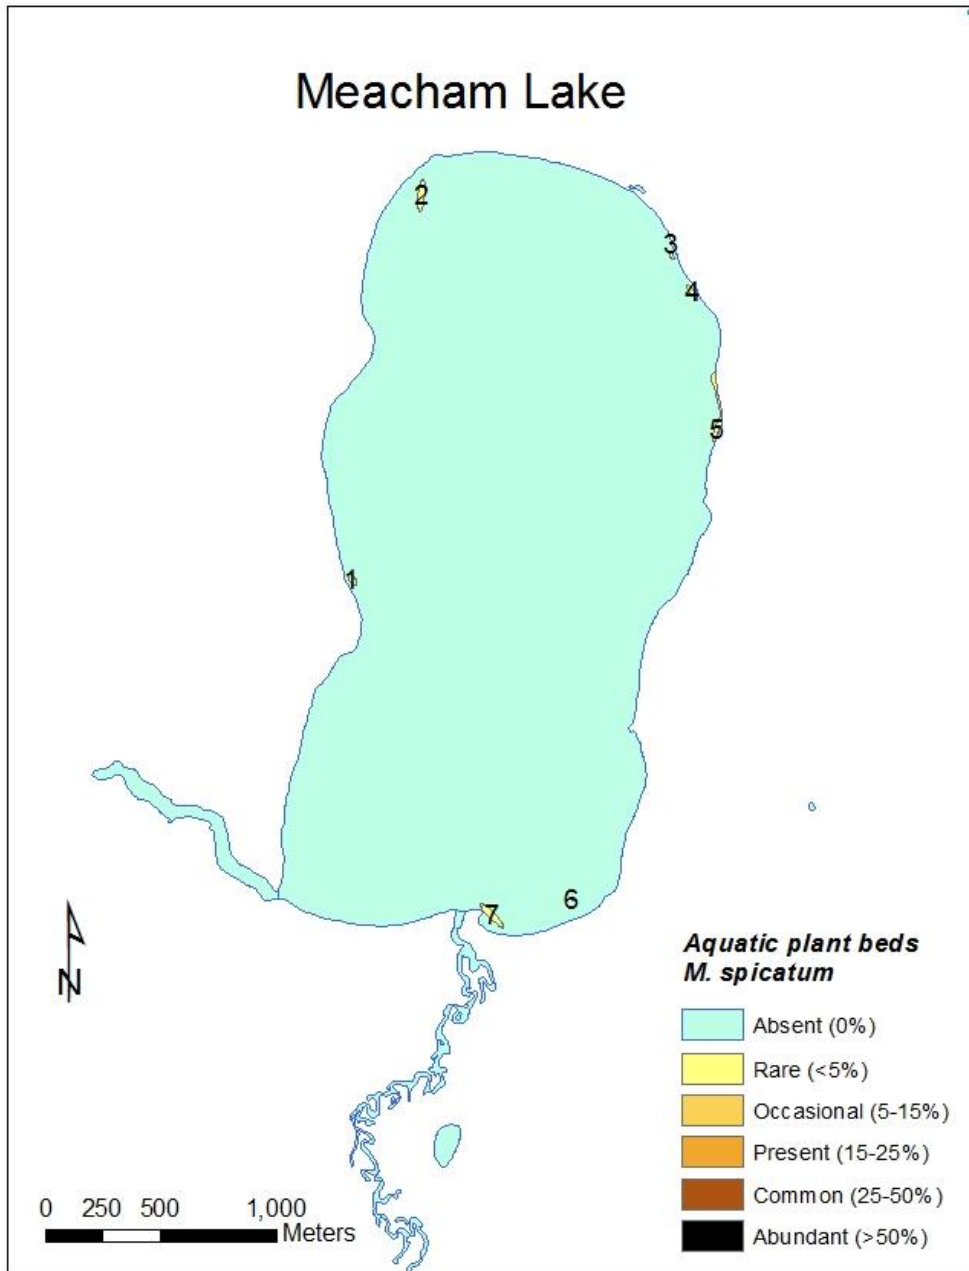 Meacham Lake
2
3
4
5
1
6
7
N
Aquatic plant beds
M. spicatum
Absent (0%)
Rare (<5%)
Occasional (5-15%)
Present (15-25%)
Common (25-50%)
Abundant (>50%)
0 250 500 1,000
Meters